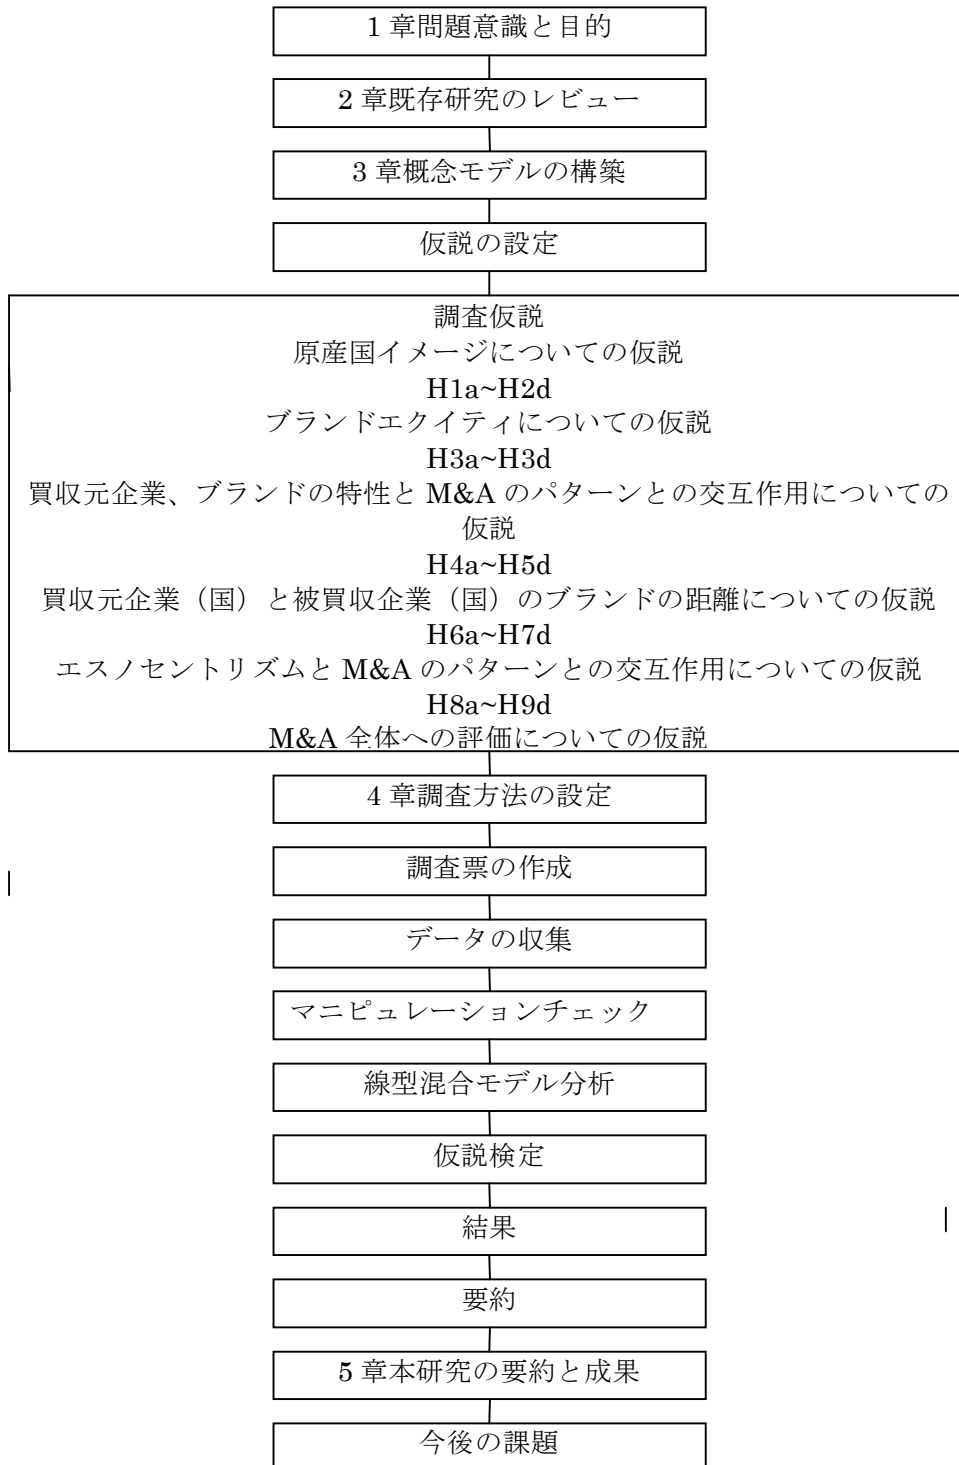 1 章問題意識と目的
2 章既存研究のレビュー
3 章概念モデルの構築
仮説の設定
調査仮説
原産国イメージについての仮説
H1a~H2d
ブランドエクイティについての仮説
H3a~H3d
買収元企業、ブランドの特性と M&A のパターンとの交互作用についての
仮説
H4a~H5d
買収元企業（国）と被買収企業（国）のブランドの距離についての仮説
H6a~H7d
エスノセントリズムと M&A のパターンとの交互作用についての仮説
H8a~H9d
M&A 全体への評価についての仮説
4 章調査方法の設定
調査票の作成
データの収集
マニピュレーションチェック
線型混合モデル分析
仮説検定
結果
要約
5 章本研究の要約と成果
今後の課題